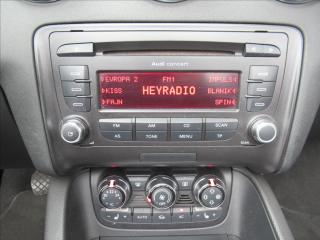 Audi concert
EVROPA 2 FM1 IMPULS
KISS HEYRADIO BLANIK
FAJN SPIN
FM AM CD SCAN
AS TONE MENU TP
AUTO